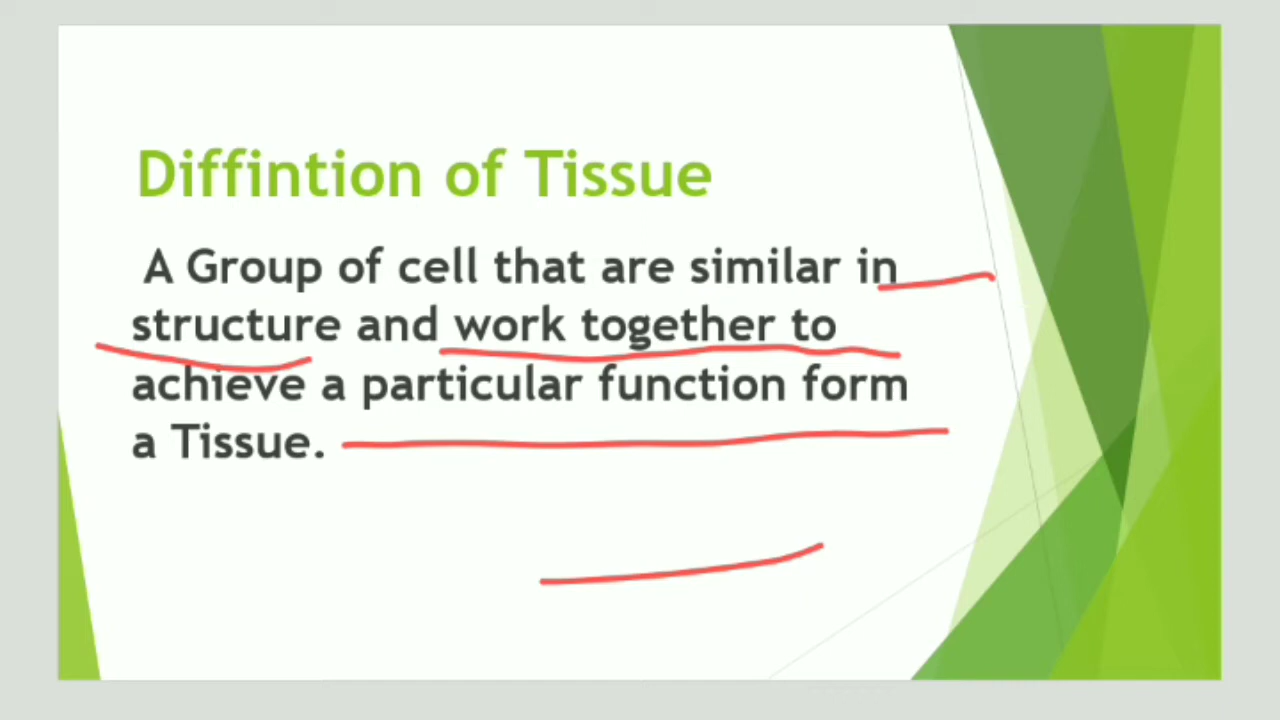 Diffintion of Tissue
A Group of cell that are similar in
structure and work together to
achieve a particular function form
a Tissue.